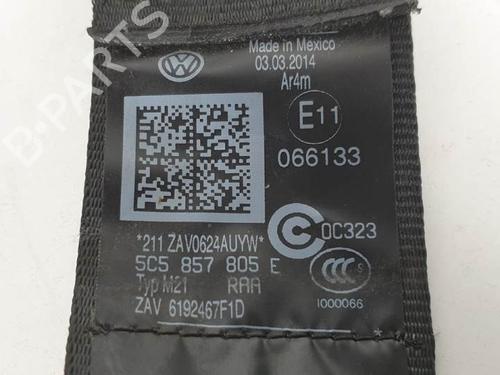 Made in Mexico
03.03.2014
Ar4m
E11
066133
*211 ZAV0624AUYW*
C 0C323
5C5 857 805 E
Typ M21 RAA
CCC S
ZAV 6192467F1D
I000066
B-PARTS